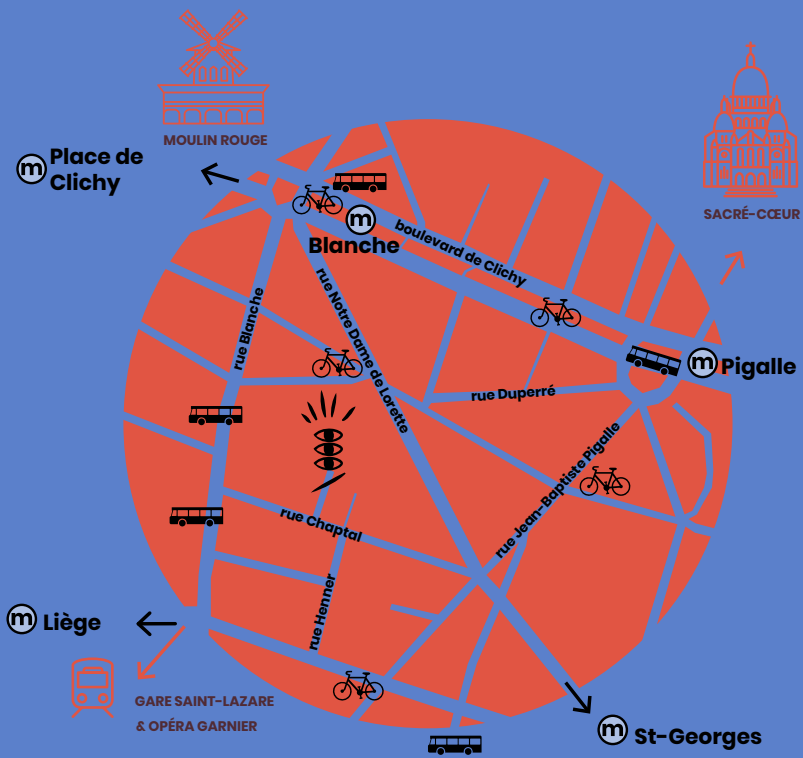 MOULIN ROUGE
m Place de
Clichy
SACRÉ-CŒUR
m
Blanche
boulevard de Clichy
rue Notre Dame de Lorette
rue Blanche
m Pigalle
rue Duperré
rue Jean-Baptiste Pigalle
rue Chaptal
rue Henner
m Liège
GARE SAINT-LAZARE
& OPÉRA GARNIER
m St-Georges